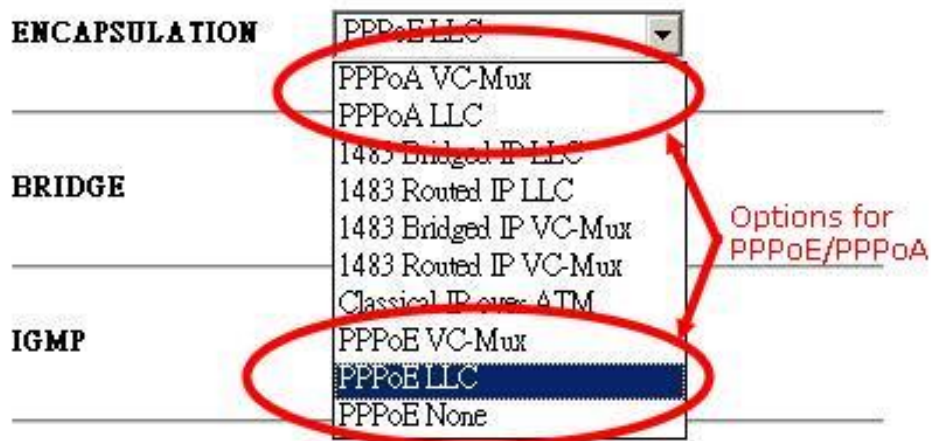 ENCAPSULATION
PPPoE LLC
PPPoA VC-Mux
PPPoA LLC
1483 Bridged IP LLC
BRIDGE
1483 Routed IP LLC
1483 Bridged IP VC-Mux
1483 Routed IP VC-Mux
Classical IP over ATM
IGMP
PPPoE VC-Mux
PPPoE LLC
PPPoE None
Options for
PPPoE/PPPoA